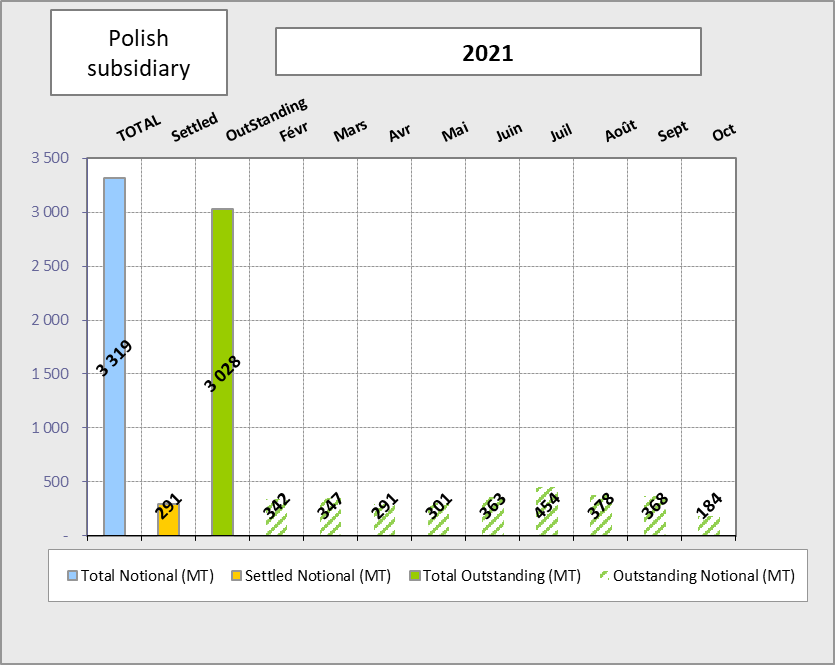 Polish
subsidiary
2021
TOTAL Settled OutStanding Févr Mars Avr Mai Juin Juil Août Sept Oct
3 500
3 000
2 500
2 000
1 500
1 000
500
-
3 319 291 3 028 342 347 291 301 363 454 378 368 184
Total Notional (MT) Settled Notional (MT) Total Outstanding (MT) Outstanding Notional (MT)